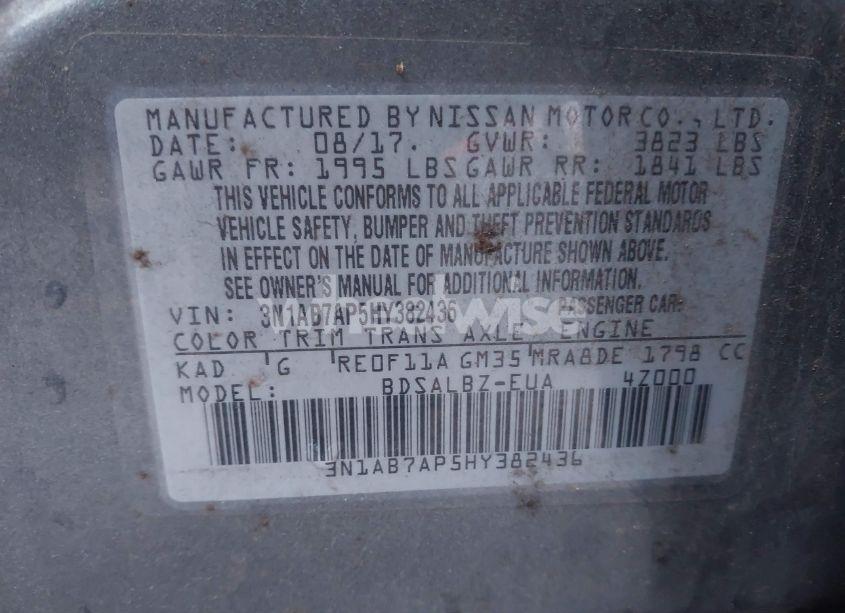 MANUFACTURED BY NISSAN MOTOR CO., LTD.
DATE: 08/17. GVWR: 3823 LBS
GAWR FR: 1995 LBS GAWR RR: 1841 LBS
THIS VEHICLE CONFORMS TO ALL APPLICABLE FEDERAL MOTOR
VEHICLE SAFETY, BUMPER AND THEFT PREVENTION STANDARDS
IN EFFECT ON THE DATE OF MANUFACTURE SHOWN ABOVE.
SEE OWNER'S MANUAL FOR ADDITIONAL INFORMATION.
VIN: 3N1AB7AP5HY382436 PASSENGER CAR:
COLOR TRIM TRANS AXLE ENGINE
KAD G RE0F11A GM35 MRA8DE 1798 CC
MODEL: BDSALBZ-EUA 4Z000
3N1AB7AP5HY382436